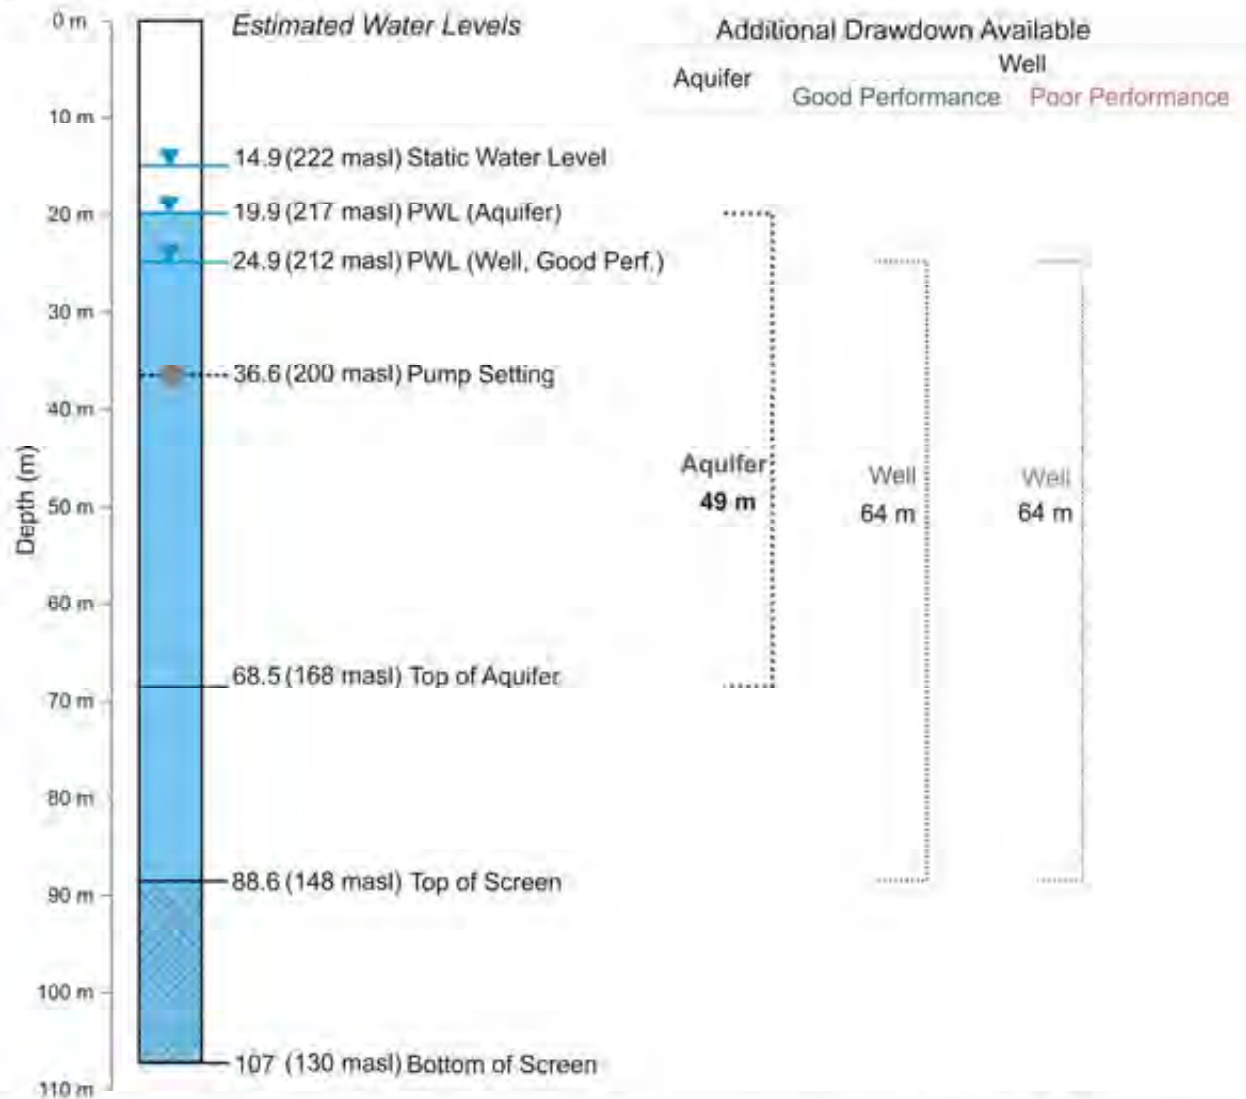 Estimated Water Levels
Additional Drawdown Available
Aquifer
Well
Good Performance
Poor Performance
Depth (m)
0 m
10 m
20 m
30 m
40 m
50 m
60 m
70 m
80 m
90 m
100 m
110 m
14.9 (222 masl) Static Water Level
19.9 (217 masl) PWL (Aquifer)
24.9 (212 masl) PWL (Well, Good Perf.)
36.6 (200 masl) Pump Setting
68.5 (168 masl) Top of Aquifer
88.6 (148 masl) Top of Screen
107 (130 masl) Bottom of Screen
Aquifer
49 m
Well
64 m
Well
64 m